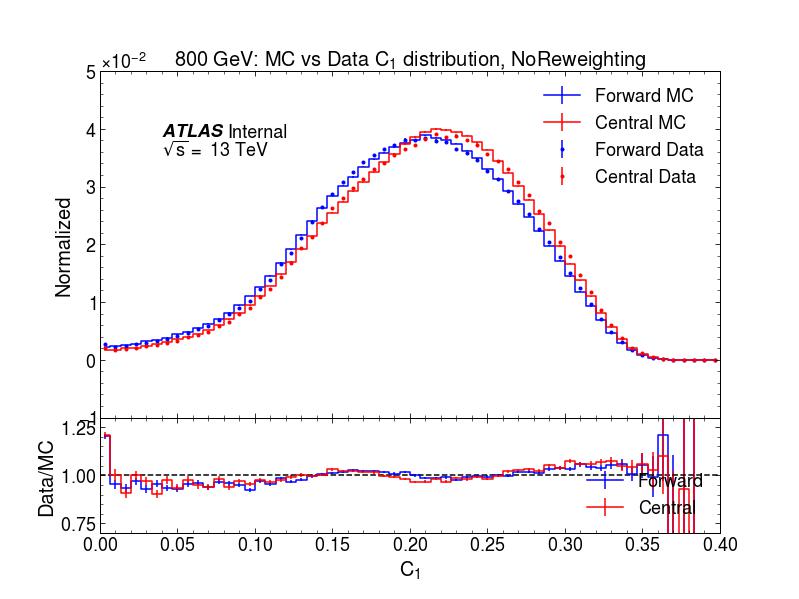 ×10⁻² 800 GeV: MC vs Data C₁ distribution, NoReweighting
5
4
3
2
1
0
−1
Normalized
ATLAS Internal
√s = 13 TeV
Forward MC
Central MC
Forward Data
Central Data
1.25
1.00
0.75
Data/MC
Forward
Central
0.00 0.05 0.10 0.15 0.20 0.25 0.30 0.35 0.40
C₁